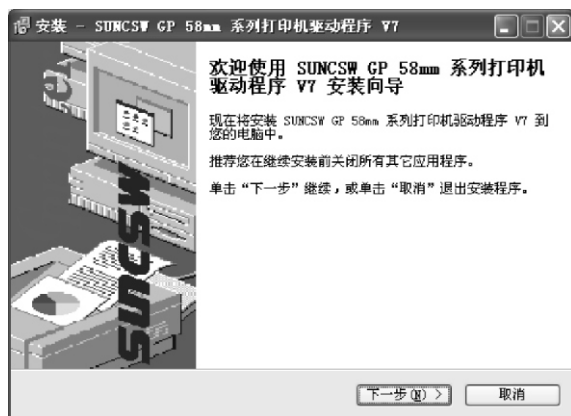 安装 - SUNCSW GP 58mm 系列打印机驱动程序 V7
欢迎使用 SUNCSW GP 58mm 系列打印机
驱动程序 V7 安装向导
现在将安装 SUNCSW GP 58mm 系列打印机驱动程序 V7 到
您的电脑中。
推荐您在继续安装前关闭所有其它应用程序。
单击“下一步”继续，或单击“取消”退出安装程序。
SUNCSW
下一步(N) >
取消